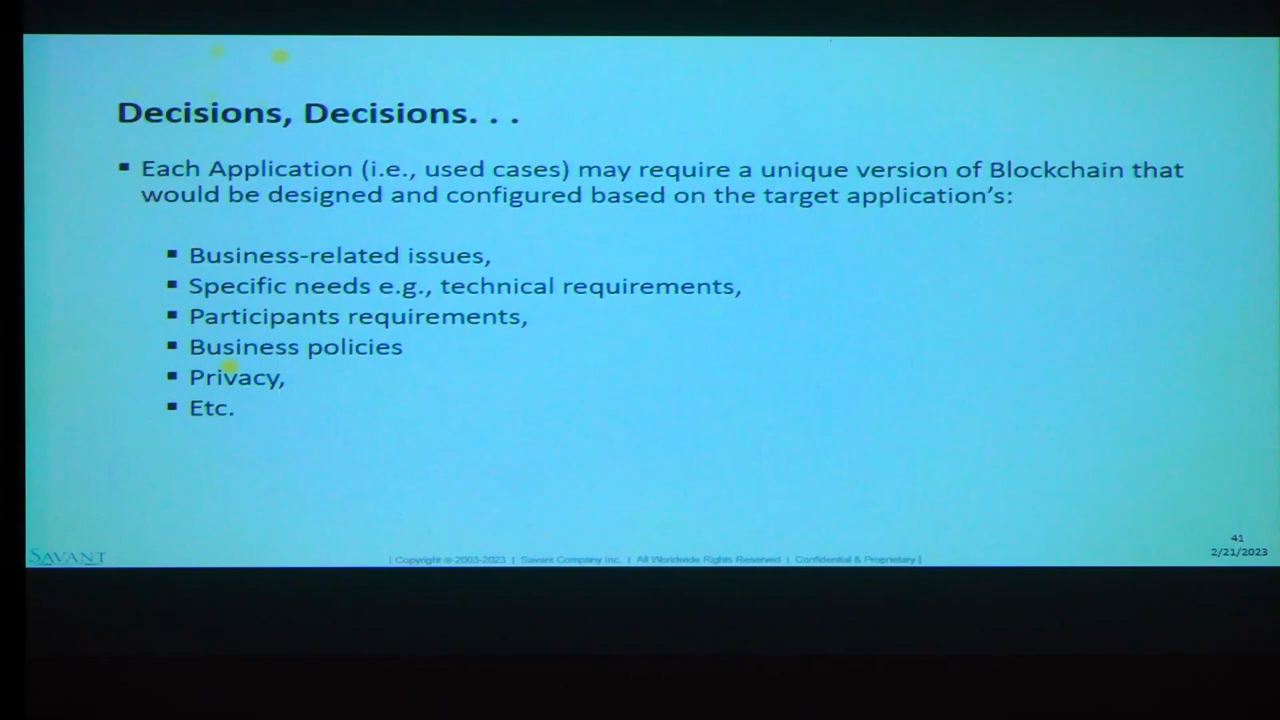 Decisions, Decisions. . .
▪ Each Application (i.e., used cases) may require a unique version of Blockchain that
would be designed and configured based on the target application's:
▪ Business-related issues,
▪ Specific needs e.g., technical requirements,
▪ Participants requirements,
▪ Business policies
▪ Privacy,
▪ Etc.
41
SAVANT
| Copyright @ 2003-2023 | Savant Company Inc. | All Worldwide Rights Reserved | Confidential & Proprietary |
2/21/2023